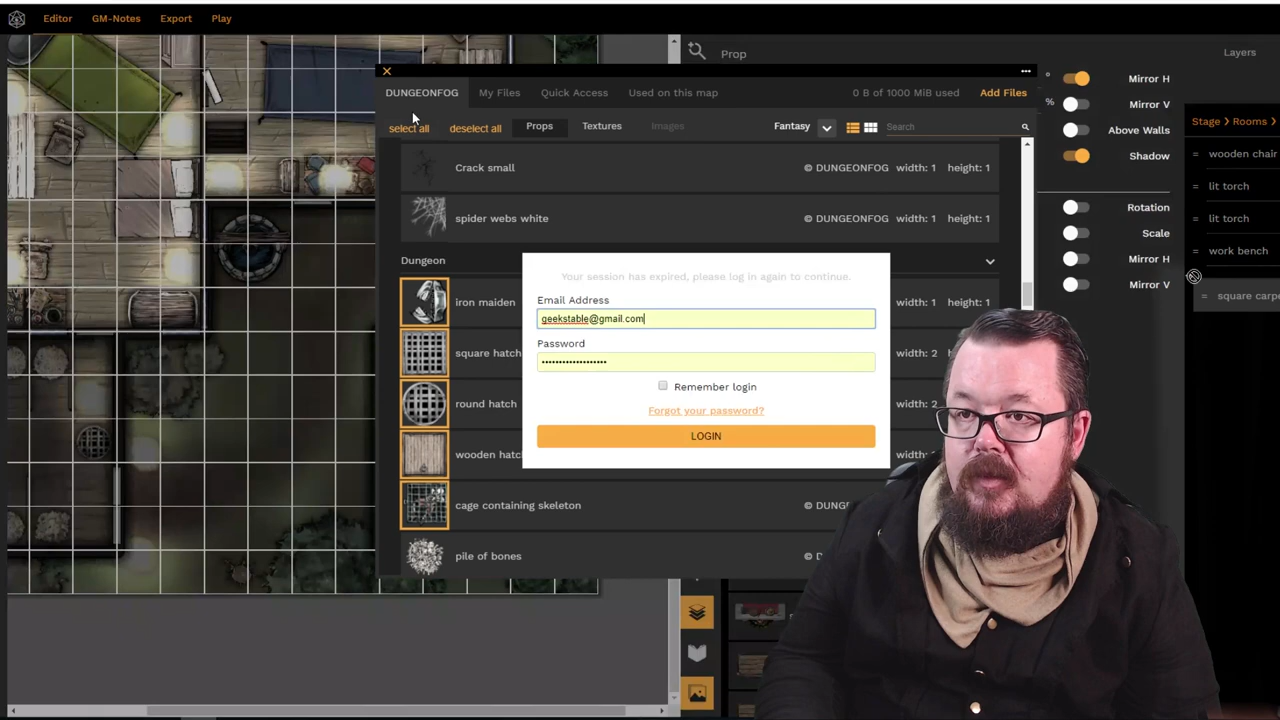 Editor GM-Notes Export Play
Prop
Layers
DUNGEONFOG My Files Quick Access Used on this map 0 B of 1000 MiB used Add Files
select all deselect all Props Textures Images Fantasy Search
° Mirror H
% Mirror V
Above Walls
Shadow
Rotation
Scale
Mirror H
Mirror V
Stage Rooms
= wooden chair
= lit torch
= lit torch
= work bench
= square
Crack small © DUNGEONFOG width: 1 height: 1
spider webs white © DUNGEONFOG width: 1 height: 1
Dungeon
iron maiden width: 1 height: 1
square hatch width: 2
round hatch width: 2
wooden
cage containing skeleton
pile of bones
Your session has expired, please log in again to continue.
Email Address
geekstable@gmail.com
Password
•••••••••••••••••••
Remember login
Forgot your password?
LOGIN